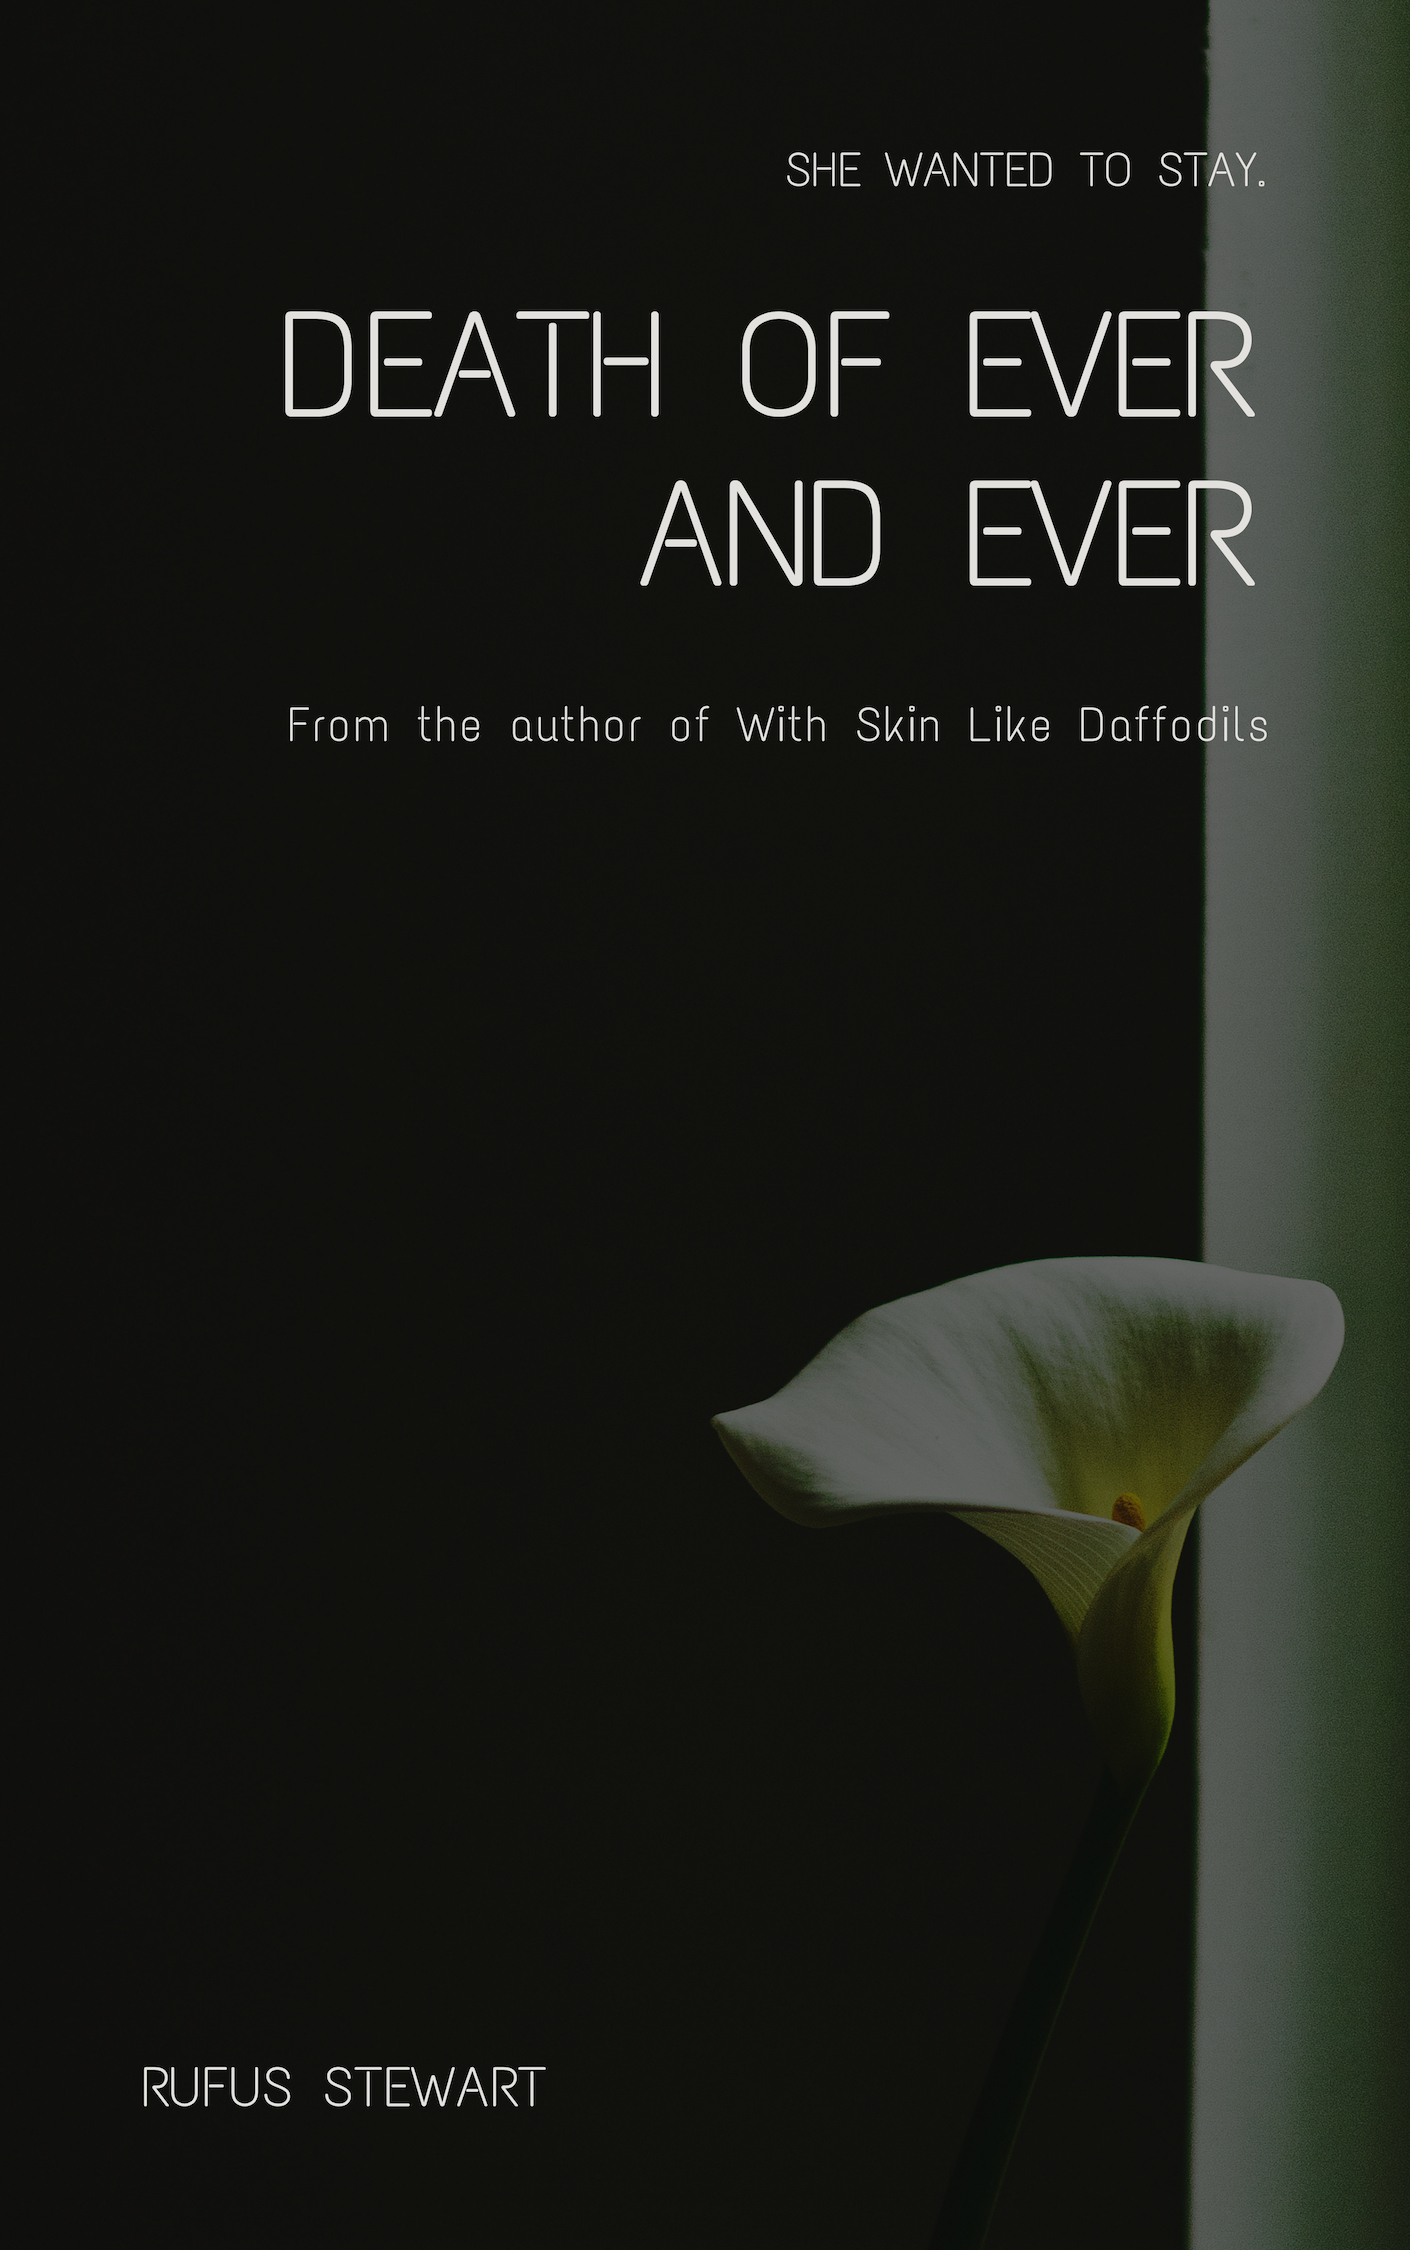 SHE WANTED TO STAY.
DEATH OF EVER
AND EVER
From the author of With Skin Like Daffodils
RUFUS STEWART